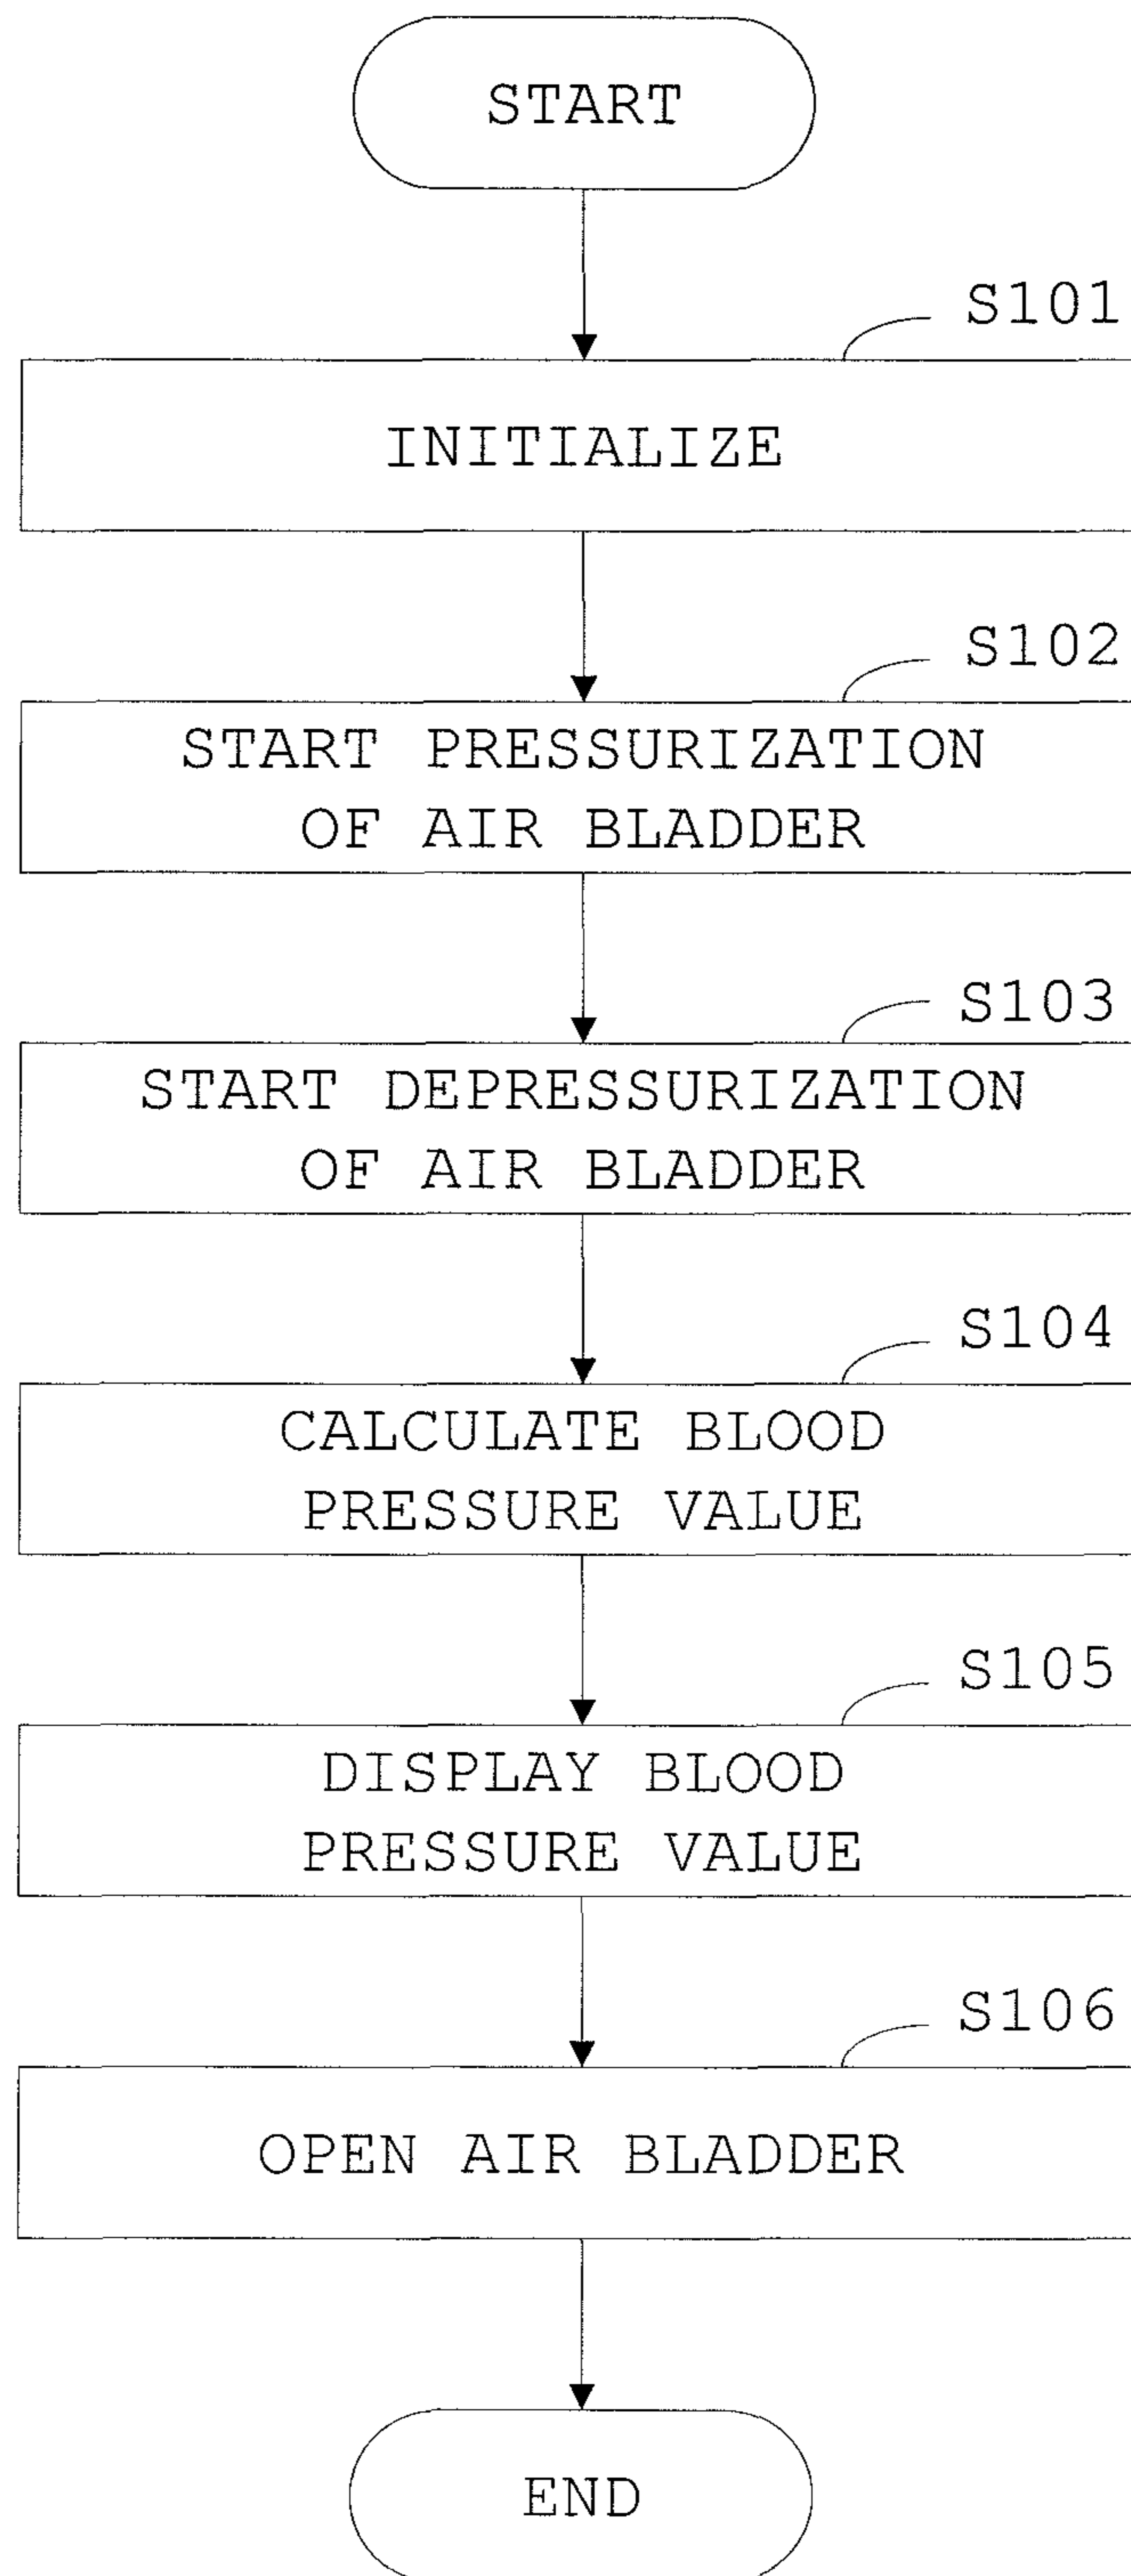 START
S101
INITIALIZE
S102
START PRESSURIZATION
OF AIR BLADDER
S103
START DEPRESSURIZATION
OF AIR BLADDER
S104
CALCULATE BLOOD
PRESSURE VALUE
S105
DISPLAY BLOOD
PRESSURE VALUE
S106
OPEN AIR BLADDER
END